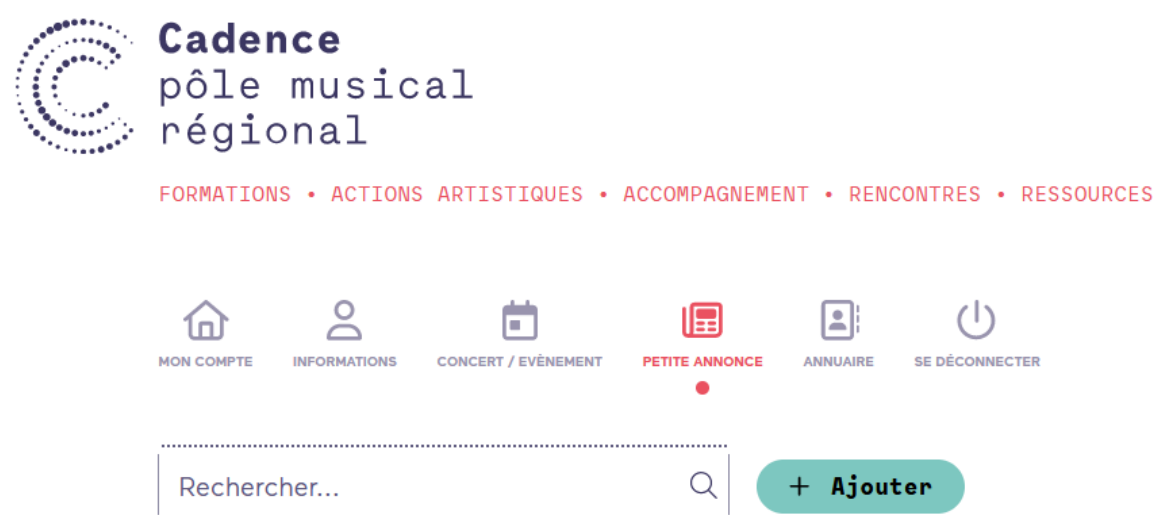 Cadence
pôle musical
régional
FORMATIONS • ACTIONS ARTISTIQUES • ACCOMPAGNEMENT • RENCONTRES • RESSOURCES
MON COMPTE INFORMATIONS CONCERT / EVÈNEMENT PETITE ANNONCE ANNUAIRE SE DÉCONNECTER
Rechercher... + Ajouter